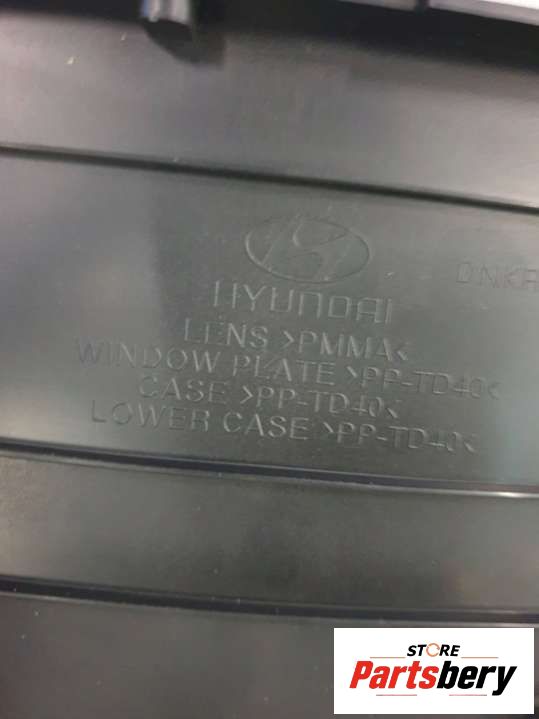 HYUNDAI
LENS >PMMA<
WINDOW PLATE >PP-TD40<
CASE >PP-TD40<
LOWER CASE >PP-TD40<
STORE
Partsbery